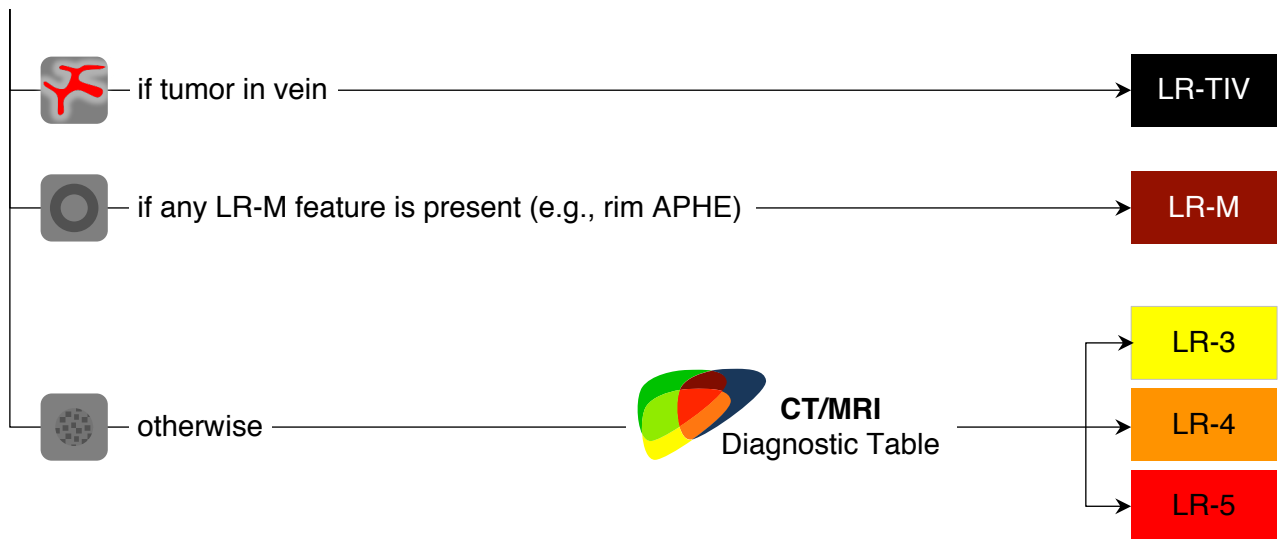 if tumor in vein
LR-TIV
if any LR-M feature is present (e.g., rim APHE)
LR-M
otherwise
CT/MRI
Diagnostic Table
LR-3
LR-4
LR-5